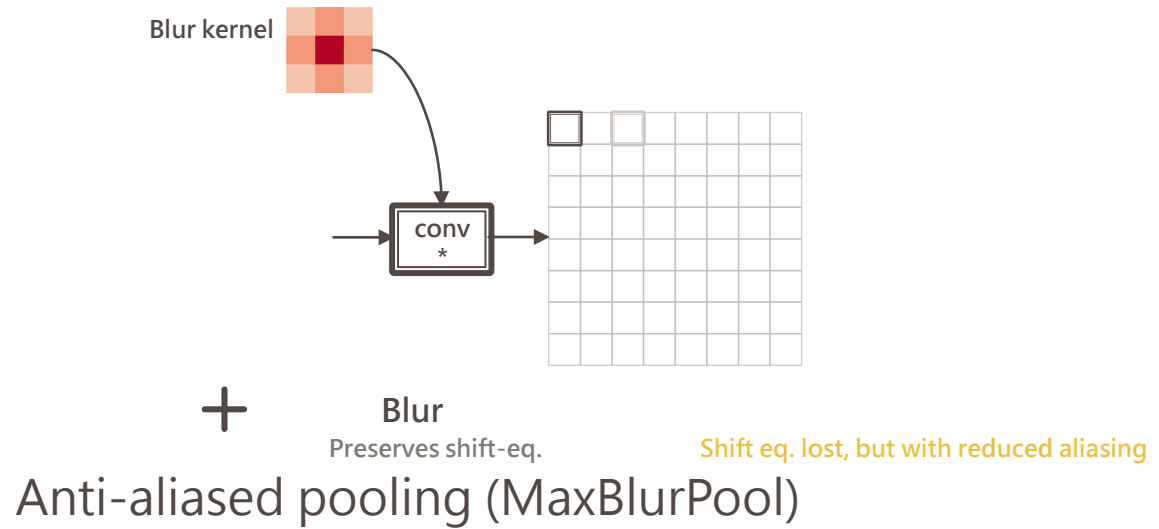 Blur kernel
conv
*
+
Blur
Preserves shift-eq.
Shift eq. lost, but with reduced aliasing
Anti-aliased pooling (MaxBlurPool)